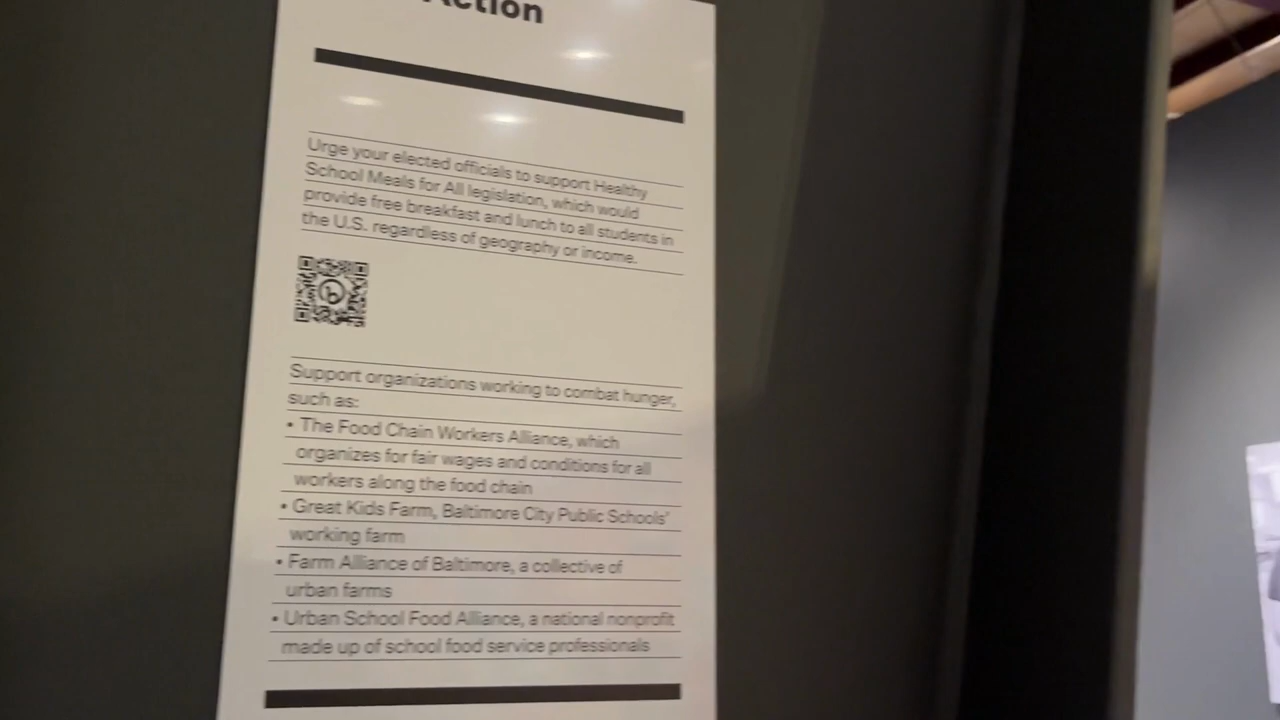 Action
Urge your elected officials to support Healthy
School Meals for All legislation, which would
provide free breakfast and lunch to all students in
the U.S. regardless of geography or income.
Support organizations working to combat hunger,
such as:
• The Food Chain Workers Alliance, which
organizes for fair wages and conditions for all
workers along the food chain
• Great Kids Farm, Baltimore City Public Schools'
working farm
• Farm Alliance of Baltimore, a collective of
urban farms
• Urban School Food Alliance, a national nonprofit
made up of school food service professionals